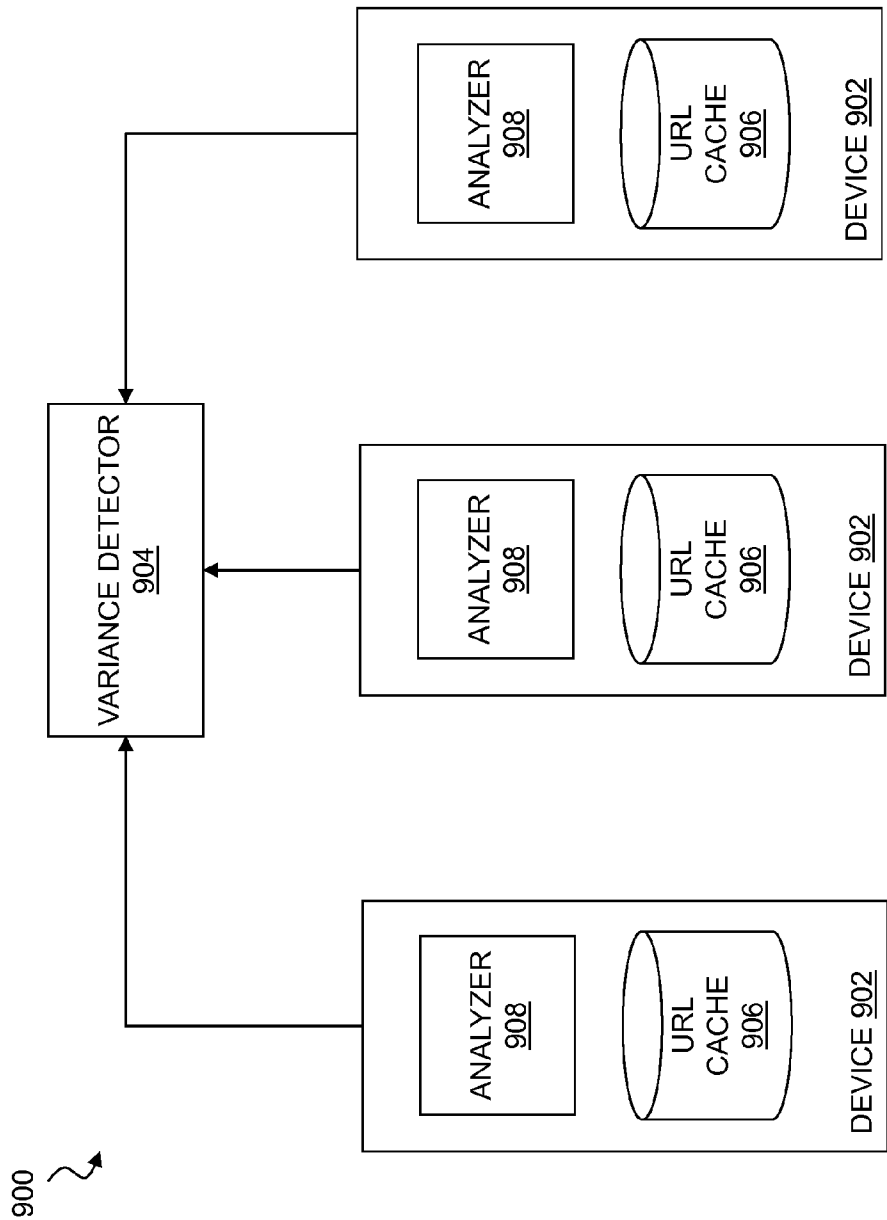 900
VARIANCE DETECTOR
904
ANALYZER
908
URL
CACHE
906
DEVICE 902
ANALYZER
908
URL
CACHE
906
DEVICE 902
ANALYZER
908
URL
CACHE
906
DEVICE 902